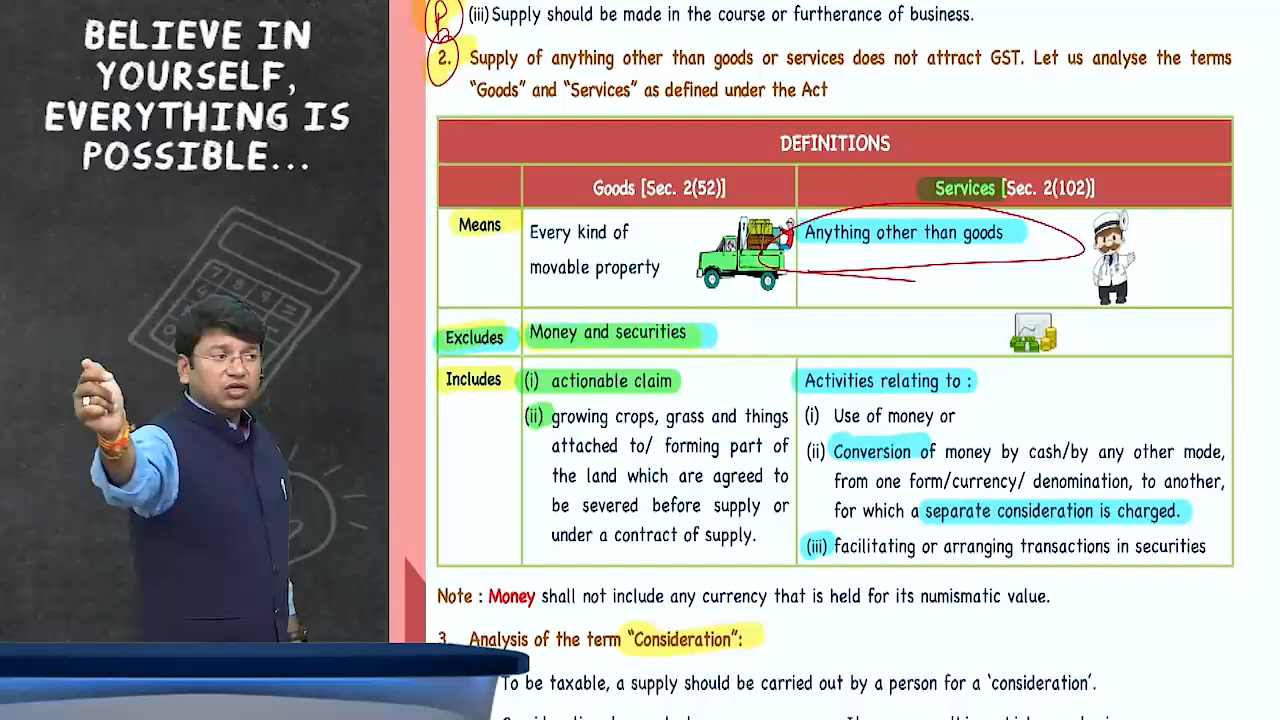 BELIEVE IN
YOURSELF,
EVERYTHING IS
POSSIBLE...
(iii) Supply should be made in the course or furtherance of business.
2. Supply of anything other than goods or services does not attract GST. Let us analyse the terms
"Goods" and "Services" as defined under the Act
DEFINITIONS
Goods [Sec. 2(52)]
Services [Sec. 2(102)]
Means
Every kind of
movable property
Anything other than goods
Excludes
Money and securities
Includes
(i) actionable claim
(ii) growing crops, grass and things
attached to/ forming part of
the land which are agreed to
be severed before supply or
under a contract of supply.
Activities relating to :
(i) Use of money or
(ii) Conversion of money by cash/by any other mode,
from one form/currency/ denomination, to another,
for which a separate consideration is charged.
(iii) facilitating or arranging transactions in securities
Note : Money shall not include any currency that is held for its numismatic value.
3. Analysis of the term "Consideration":
To be taxable, a supply should be carried out by a person for a 'consideration'.